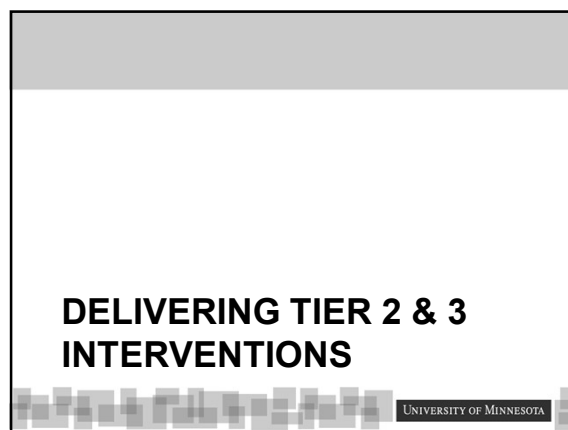 DELIVERING TIER 2 & 3
INTERVENTIONS
UNIVERSITY OF MINNESOTA